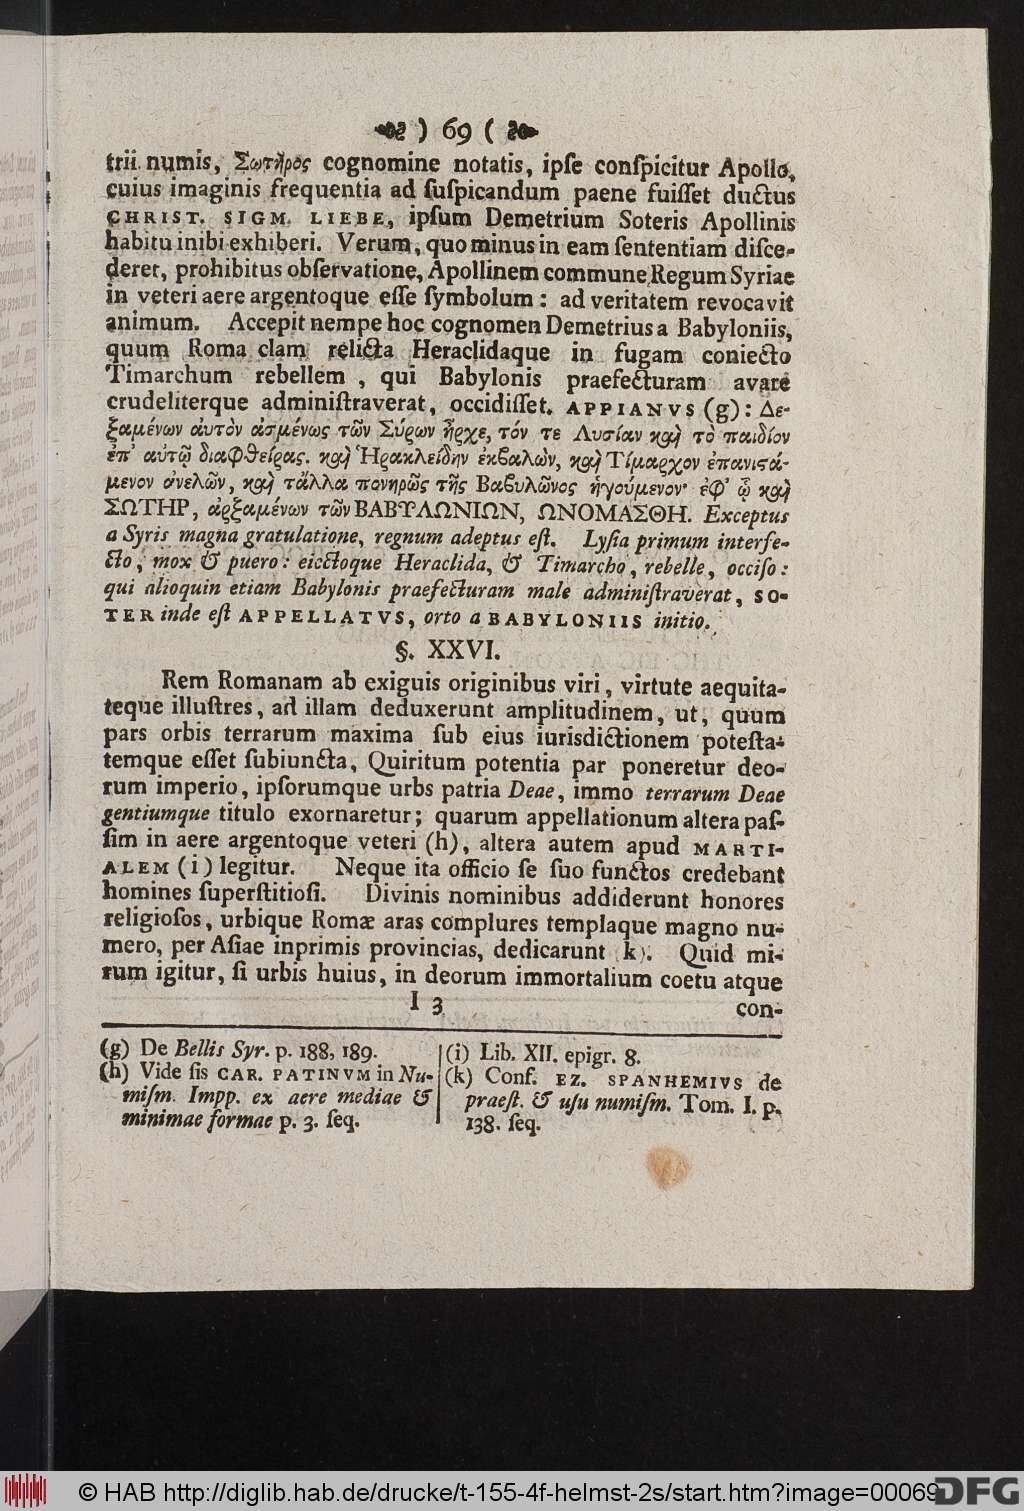 ) 69 (
trii numis, Σωτῆρος cognomine notatis, ipſe conſpicitur Apollo,
cuius imaginis frequentia ad ſuſpicandum paene fuiſſet ductus
CHRIST. SIGM. LIEBE, ipſum Demetrium Soteris Apollinis
habitu inibi exhiberi. Verum, quo minus in eam ſententiam diſce-
deret, prohibitus obſervatione, Apollinem commune Regum Syriae
in veteri aere argentoque eſſe ſymbolum: ad veritatem revocavit
animum. Accepit nempe hoc cognomen Demetrius a Babyloniis,
quum Roma clam relicta Heraclidaque in fugam coniecto
Timarchum rebellem, qui Babylonis praefecturam avare
crudeliterque adminiſtraverat, occidiſſet. APPIANVS (g): Δε-
ξαμένων ἀυτὸν ἀσμένως τῶν Σύρων ἦρχε, τόν τε Λυσίαν καὶ τὸ παιδίον
ἐπ' αὐτῷ διαφθείρας. καὶ Ἡρακλείδην ἐκβαλὼν, καὶ Τίμαρχον ἐπανιϛά-
μενον ἀνελῶν, καὶ τἄλλα πονηρῶς τῆς Βαβυλῶνος ἡγούμενον· ἐφ' ᾧ καὶ
ΣΩΤΗΡ, ἀρξαμένων τῶν ΒΑΒΥΛΩΝΙΩΝ, ΩΝΟΜΑΣΘΗ. Exceptus
a Syris magna gratulatione, regnum adeptus eſt. Lyſia primum interfe-
cto, mox & puero: eiectoque Heraclida, & Timarcho, rebelle, occiſo:
qui alioquin etiam Babylonis praefecturam male adminiſtraverat, SO-
TER inde eſt APPELLATVS, orto a BABYLONIIS initio.
§. XXVI.
Rem Romanam ab exiguis originibus viri, virtute aequita-
teque illuſtres, ad illam deduxerunt amplitudinem, ut, quum
pars orbis terrarum maxima ſub eius iurisdictionem poteſta-
temque eſſet ſubiuncta, Quiritum potentia par poneretur deo-
rum imperio, ipſorumque urbs patria Deae, immo terrarum Deae
gentiumque titulo exornaretur; quarum appellationum altera paſ-
ſim in aere argentoque veteri (h), altera autem apud MARTI-
ALEM (i) legitur. Neque ita officio ſe ſuo functos credebant
homines ſuperſtitioſi. Divinis nominibus addiderunt honores
religioſos, urbique Romæ aras complures templaque magno nu-
mero, per Aſiae inprimis provincias, dedicarunt (k). Quid mi-
rum igitur, ſi urbis huius, in deorum immortalium coetu atque
I 3 con-
(g) De Bellis Syr. p. 188, 189.
(h) Vide ſis CAR. PATINVM in Nu-
miſm. Impp. ex aere mediae &
minimae formae p. 3. ſeq.
(i) Lib. XII. epigr. 8.
(k) Conf. EZ. SPANHEMIVS de
praeſt. & uſu numiſm. Tom. I. p.
138. ſeq.
© HAB http://diglib.hab.de/drucke/t-155-4f-helmst-2s/start.htm?image=00069
DFG